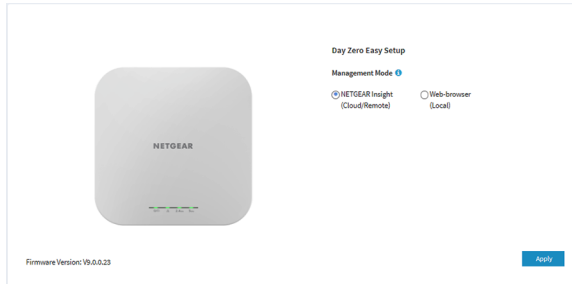 Day Zero Easy Setup
Management Mode
NETGEAR Insight
(Cloud/Remote)
Web-browser
(Local)
NETGEAR
Firmware Version: V9.0.0.23
Apply